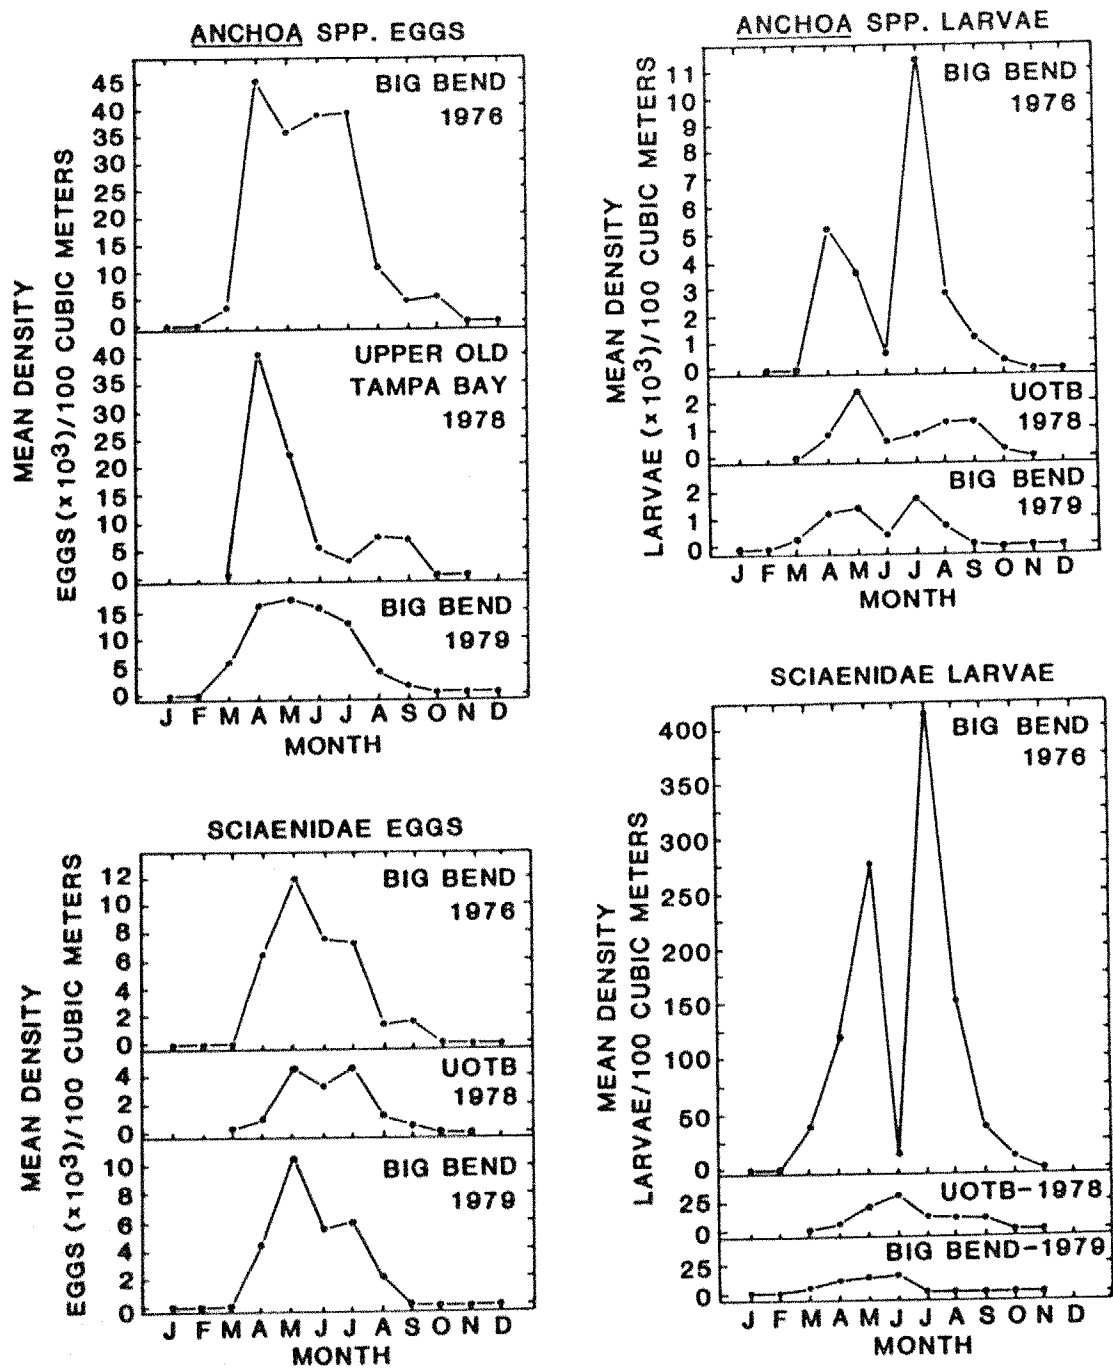 ANCHOA SPP. EGGS
MEAN DENSITY
EGGS (x10³)/100 CUBIC METERS
BIG BEND
1976
45
40
35
30
25
20
15
10
5
0
UPPER OLD
TAMPA BAY
1978
40
35
30
25
20
15
10
5
0
BIG BEND
1979
15
10
5
0
J F M A M J J A S O N D
MONTH
ANCHOA SPP. LARVAE
MEAN DENSITY
LARVAE (x10³)/100 CUBIC METERS
BIG BEND
1976
11
10
9
8
7
6
5
4
3
2
1
0
UOTB
1978
2
1
0
BIG BEND
1979
2
1
0
J F M A M J J A S O N D
MONTH
SCIAENIDAE EGGS
MEAN DENSITY
EGGS (x10³)/100 CUBIC METERS
BIG BEND
1976
12
10
8
6
4
2
0
UOTB
1978
4
2
0
BIG BEND
1979
10
8
6
4
2
0
J F M A M J J A S O N D
MONTH
SCIAENIDAE LARVAE
MEAN DENSITY
LARVAE/100 CUBIC METERS
BIG BEND
1976
400
350
300
250
200
150
100
50
0
UOTB-1978
25
0
BIG BEND-1979
25
0
J F M A M J J A S O N D
MONTH